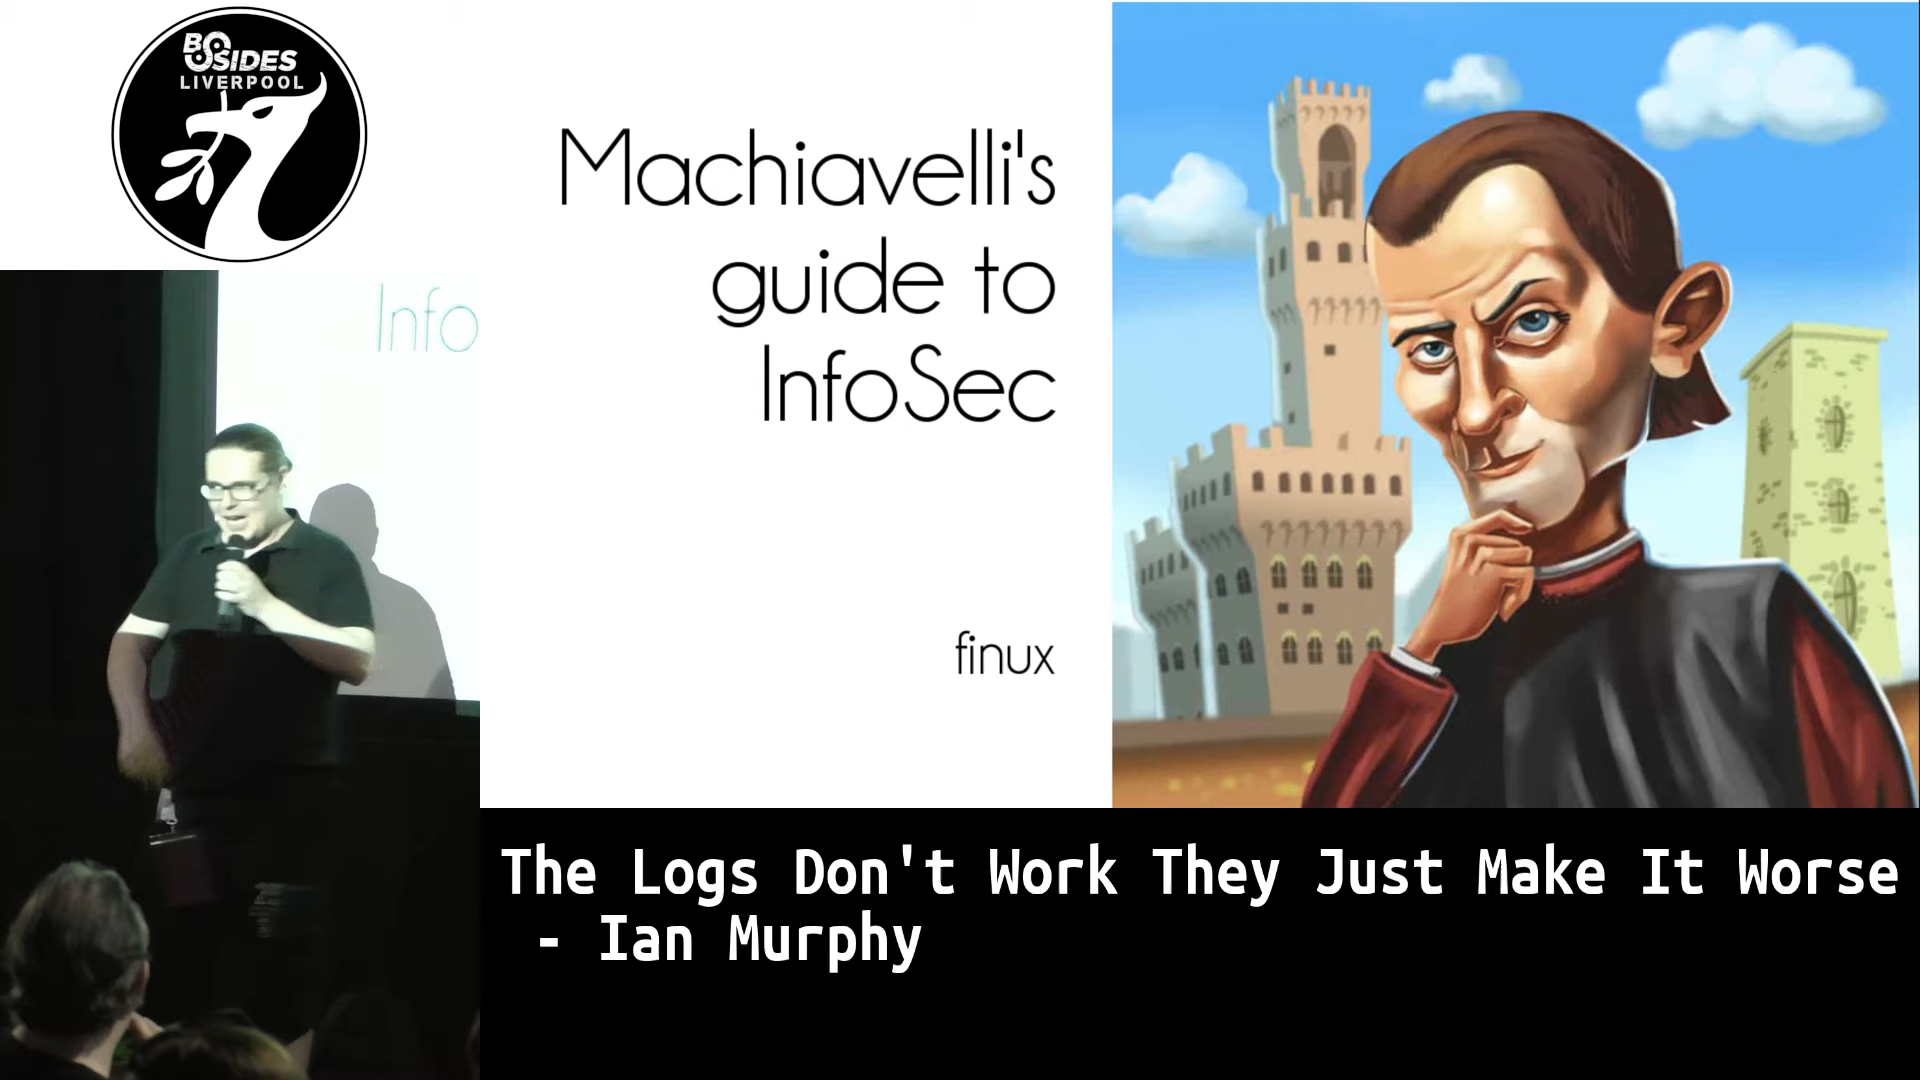 BSIDES
LIVERPOOL
Info
Machiavelli's
guide to
InfoSec
finux
The Logs Don't Work They Just Make It Worse
- Ian Murphy